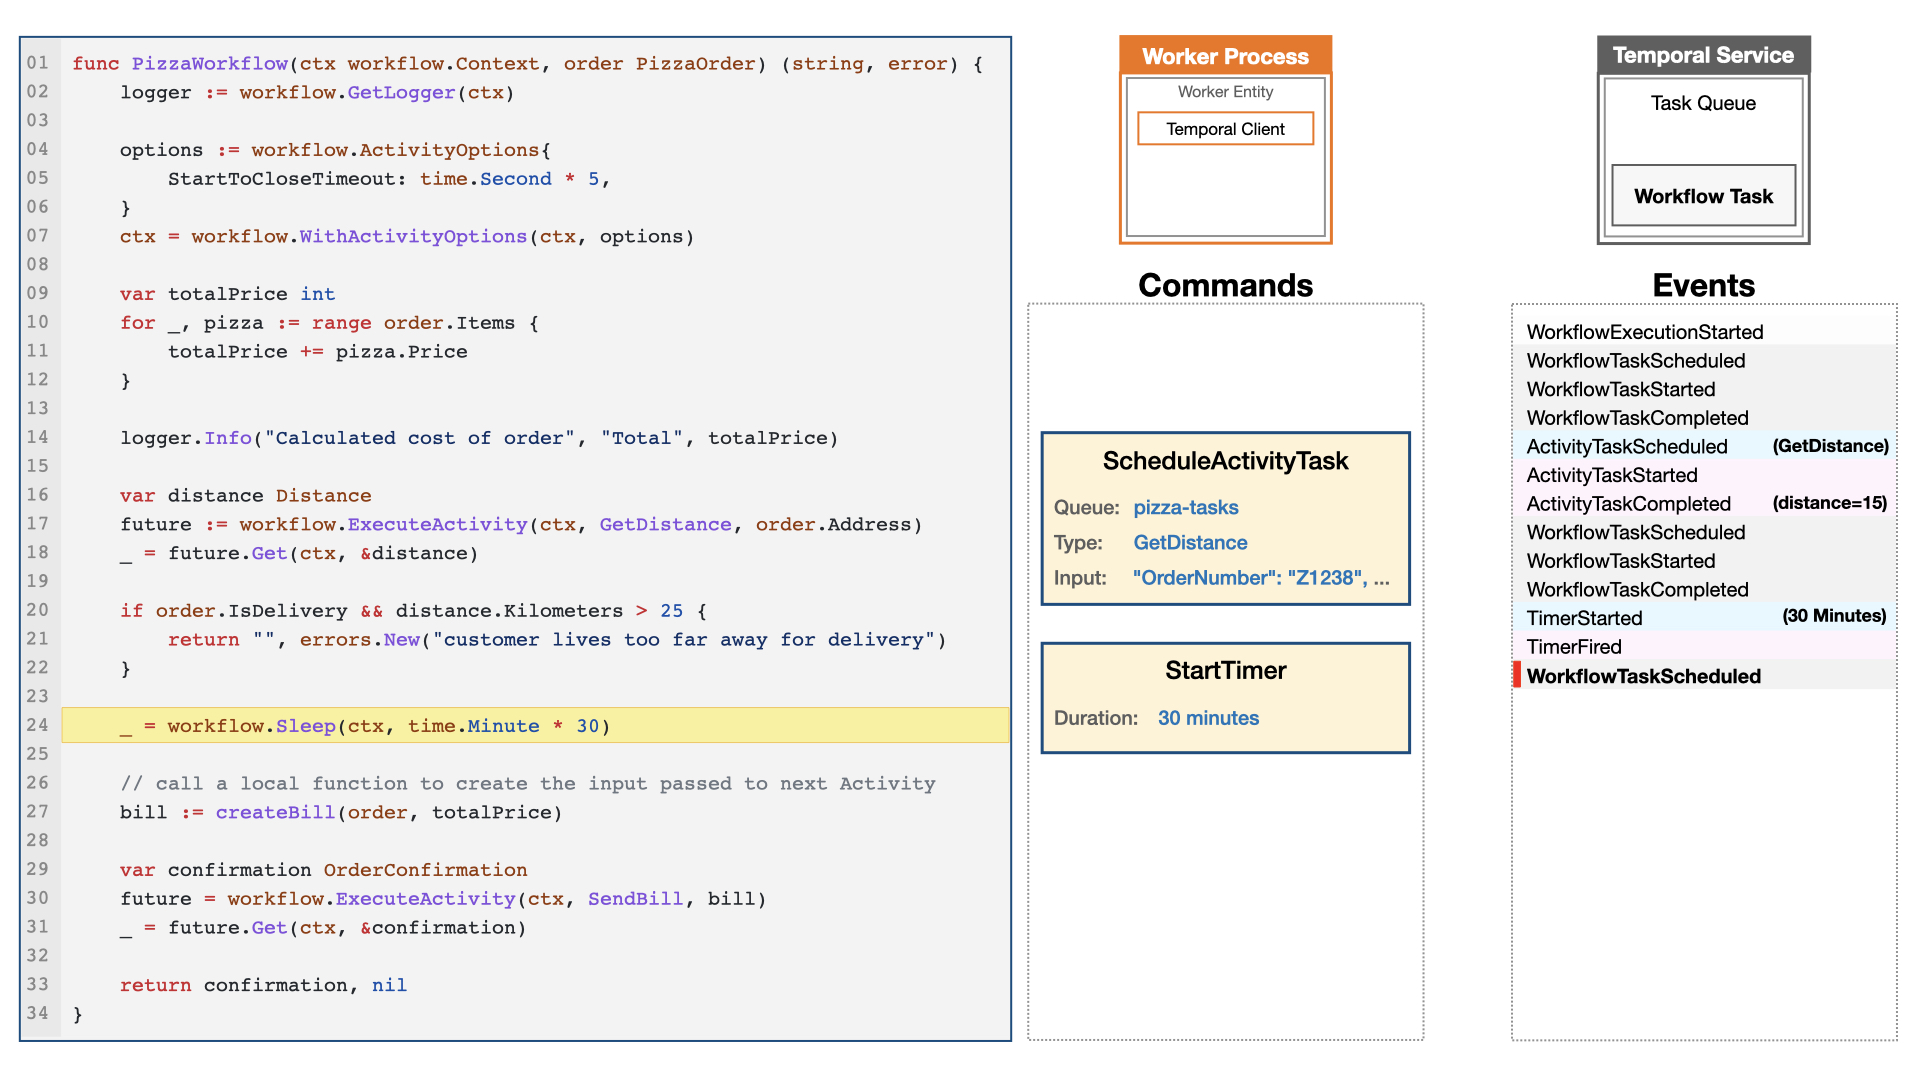 01 func PizzaWorkflow(ctx workflow.Context, order PizzaOrder) (string, error) {
02     logger := workflow.GetLogger(ctx)
03
04     options := workflow.ActivityOptions{
05         StartToCloseTimeout: time.Second * 5,
06     }
07     ctx = workflow.WithActivityOptions(ctx, options)
08
09     var totalPrice int
10     for _, pizza := range order.Items {
11         totalPrice += pizza.Price
12     }
13
14     logger.Info("Calculated cost of order", "Total", totalPrice)
15
16     var distance Distance
17     future := workflow.ExecuteActivity(ctx, GetDistance, order.Address)
18     _ = future.Get(ctx, &distance)
19
20     if order.IsDelivery && distance.Kilometers > 25 {
21         return "", errors.New("customer lives too far away for delivery")
22     }
23
24     _ = workflow.Sleep(ctx, time.Minute * 30)
25
26     // call a local function to create the input passed to next Activity
27     bill := createBill(order, totalPrice)
28
29     var confirmation OrderConfirmation
30     future = workflow.ExecuteActivity(ctx, SendBill, bill)
31     _ = future.Get(ctx, &confirmation)
32
33     return confirmation, nil
34 }
Worker Process
Worker Entity
Temporal Client
Commands
ScheduleActivityTask
Queue: pizza-tasks
Type: GetDistance
Input: "OrderNumber": "Z1238", ...
StartTimer
Duration: 30 minutes
Temporal Service
Task Queue
Workflow Task
Events
WorkflowExecutionStarted
WorkflowTaskScheduled
WorkflowTaskStarted
WorkflowTaskCompleted
ActivityTaskScheduled (GetDistance)
ActivityTaskStarted
ActivityTaskCompleted (distance=15)
WorkflowTaskScheduled
WorkflowTaskStarted
WorkflowTaskCompleted
TimerStarted (30 Minutes)
TimerFired
WorkflowTaskScheduled